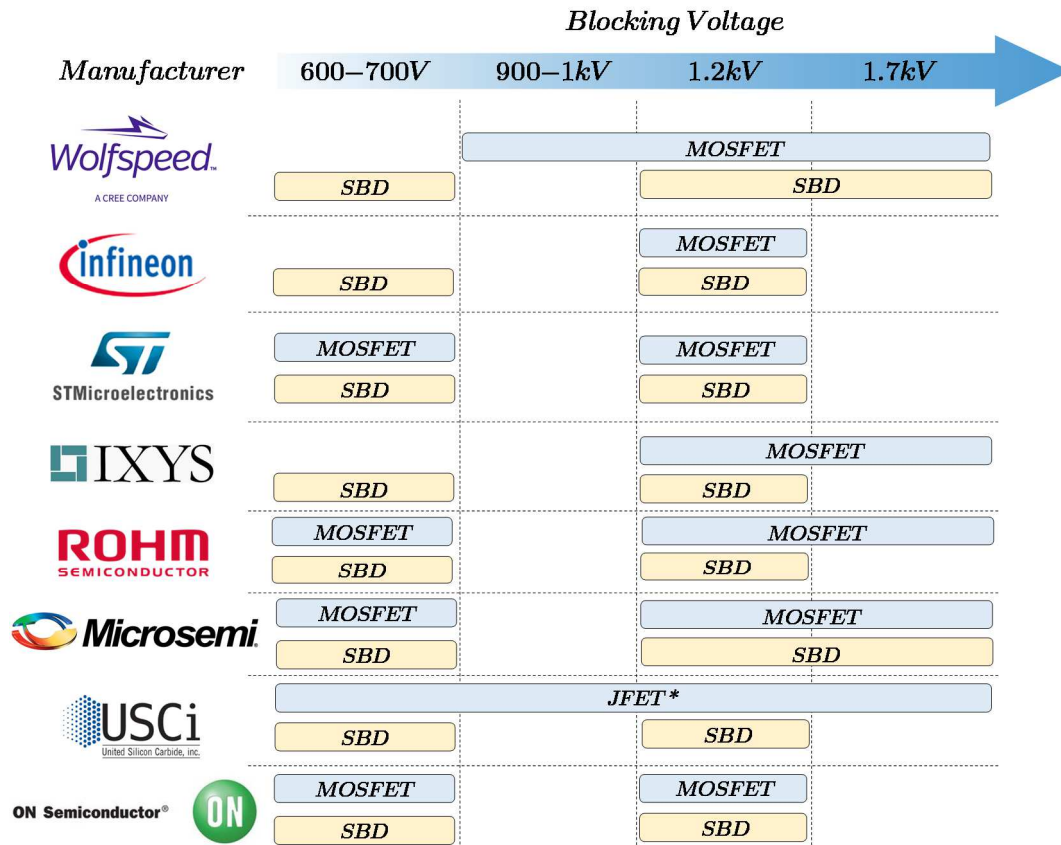 Blocking Voltage
Manufacturer 600–700V 900–1kV 1.2kV 1.7kV
Wolfspeed™
A CREE COMPANY
MOSFET
SBD SBD
infineon
MOSFET
SBD SBD
ST
STMicroelectronics
MOSFET MOSFET
SBD SBD
IXYS
MOSFET
SBD SBD
ROHM
SEMICONDUCTOR
MOSFET MOSFET
SBD SBD
Microsemi®
MOSFET MOSFET
SBD SBD
USCi
United Silicon Carbide, inc.
JFET*
SBD SBD
ON Semiconductor® ON
MOSFET MOSFET
SBD SBD